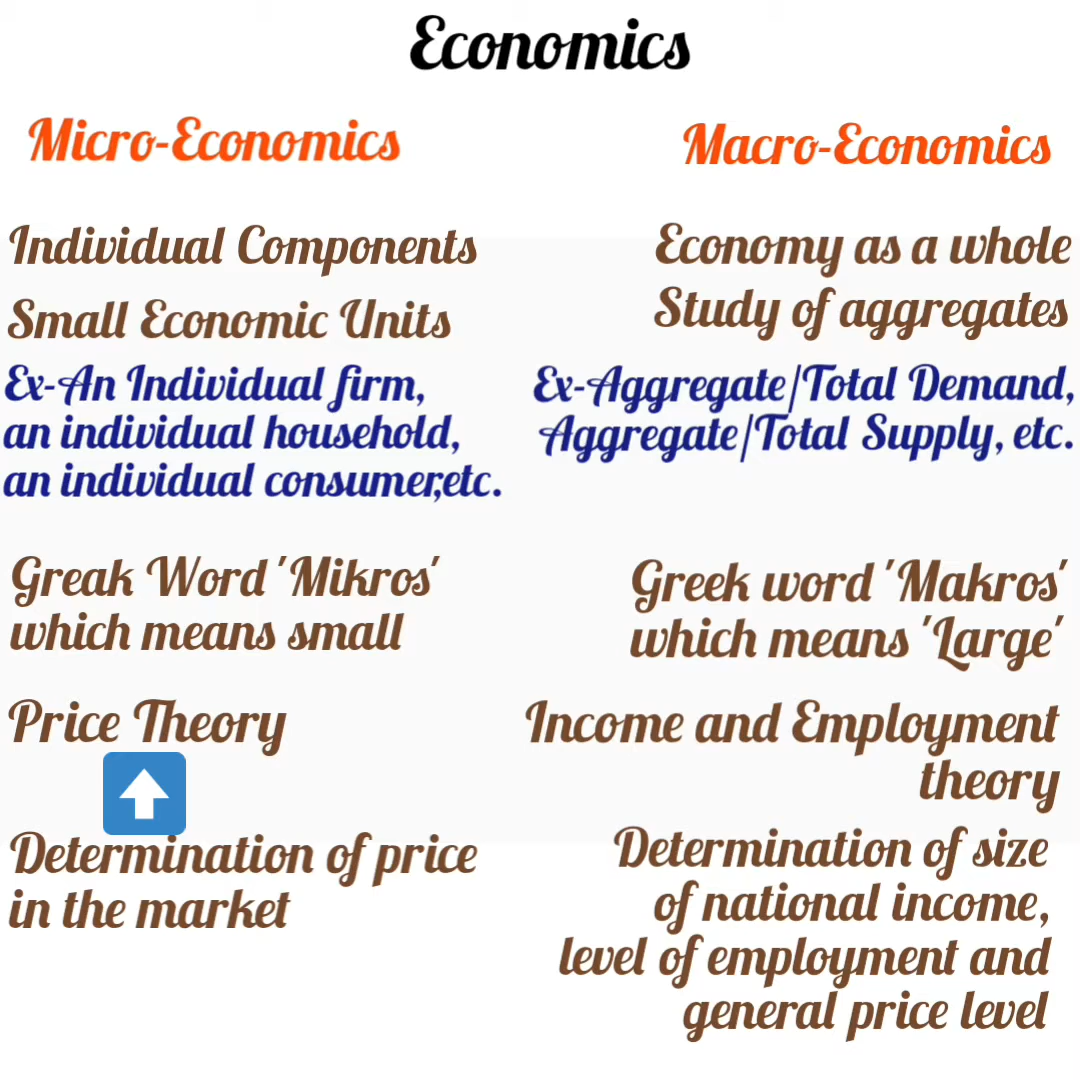 Economics
Micro-Economics
Individual Components
Small Economic Units
Ex-An Individual firm,
an individual household,
an individual consumer,etc.
Greak Word 'Mikros'
which means small
Price Theory
Determination of price
in the market
Macro-Economics
Economy as a whole
Study of aggregates
Ex-Aggregate/Total Demand,
Aggregate/Total Supply, etc.
Greek word 'Makros'
which means 'Large'
Income and Employment
theory
Determination of size
of national income,
level of employment and
general price level